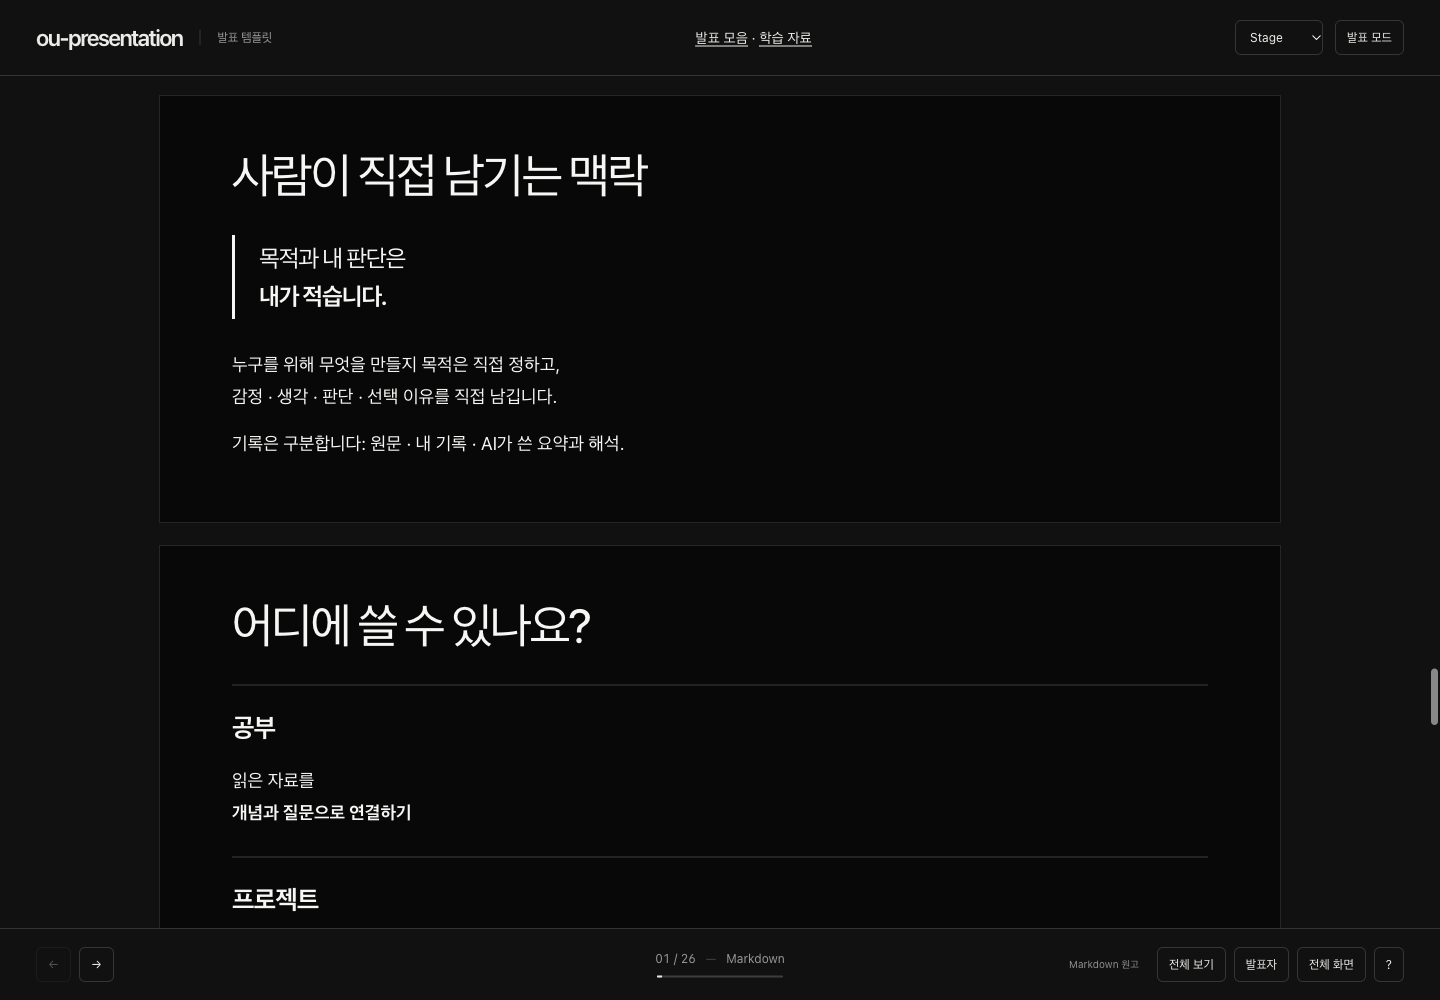 ou-presentation
발표 템플릿
발표 모음 · 학습 자료
Stage
발표 모드
사람이 직접 남기는 맥락
목적과 내 판단은
내가 적습니다.
누구를 위해 무엇을 만들지 목적은 직접 정하고,
감정 · 생각 · 판단 · 선택 이유를 직접 남깁니다.
기록은 구분합니다: 원문 · 내 기록 · AI가 쓴 요약과 해석.
어디에 쓸 수 있나요?
공부
읽은 자료를
개념과 질문으로 연결하기
프로젝트
←
→
01 / 26 — Markdown
Markdown 원고
전체 보기
발표자
전체 화면
?